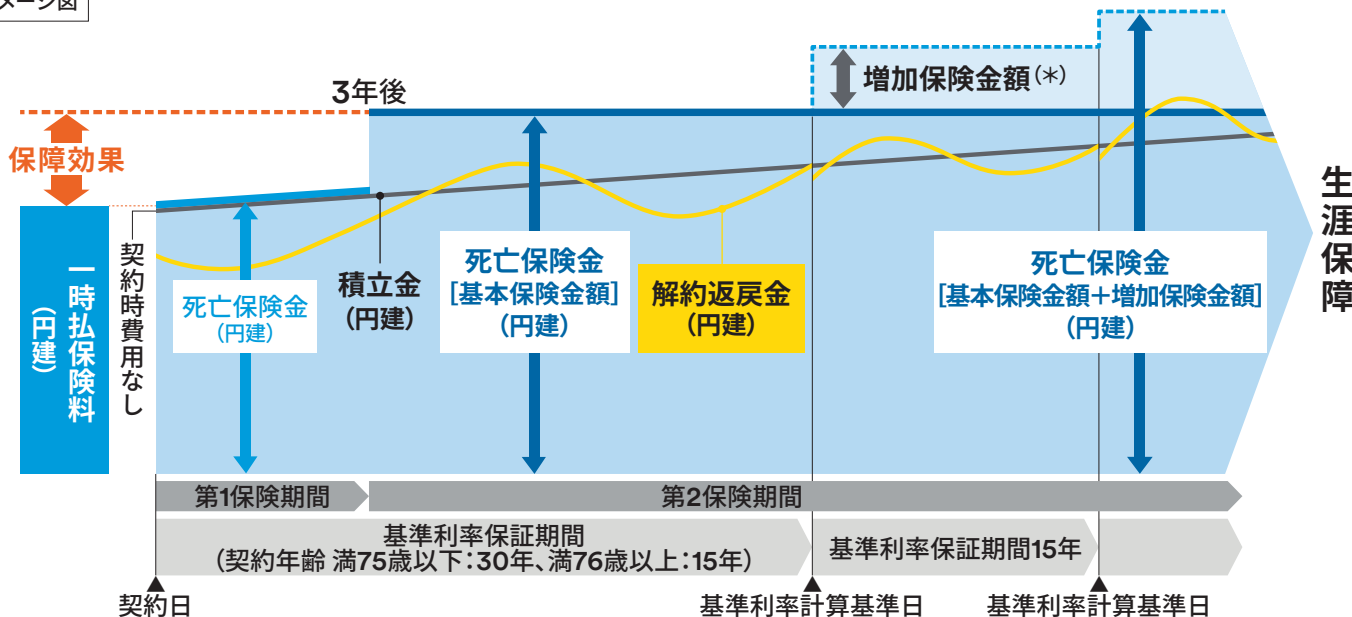 メージ図
3年後
増加保険金額(*)
保障効果
一時払保険料
(円建)
契約時費用なし
死亡保険金
(円建)
積立金
(円建)
死亡保険金
[基本保険金額]
(円建)
解約返戻金
(円建)
死亡保険金
[基本保険金額+増加保険金額]
(円建)
生涯保障
第1保険期間
第2保険期間
基準利率保証期間
(契約年齢 満75歳以下:30年、満76歳以上:15年)
基準利率保証期間15年
契約日
基準利率計算基準日
基準利率計算基準日